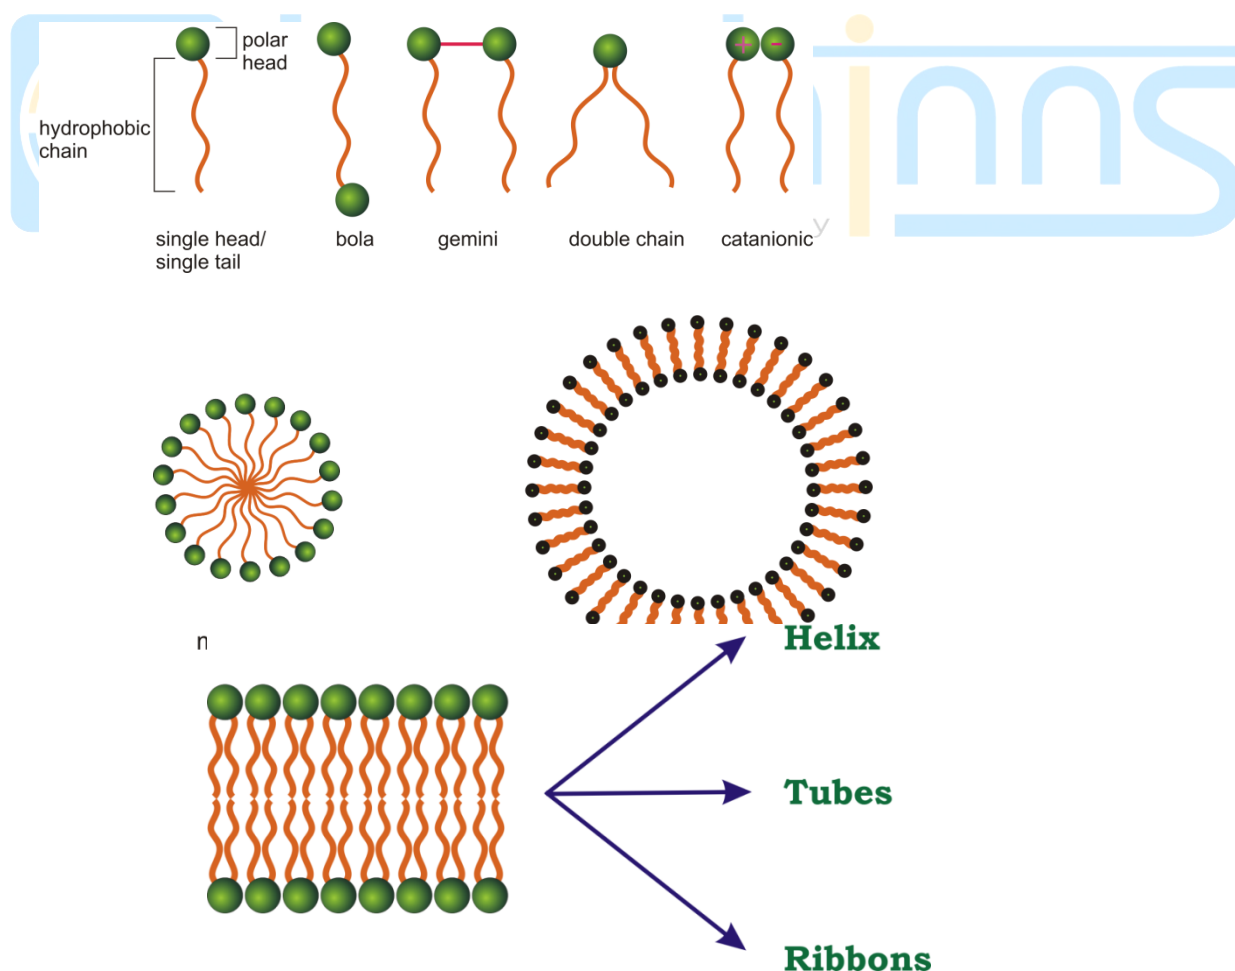 polar
head
hydrophobic
chain
+ -
single head/
single tail
bola
gemini
double chain
catanionic
y
n
Helix
Tubes
Ribbons